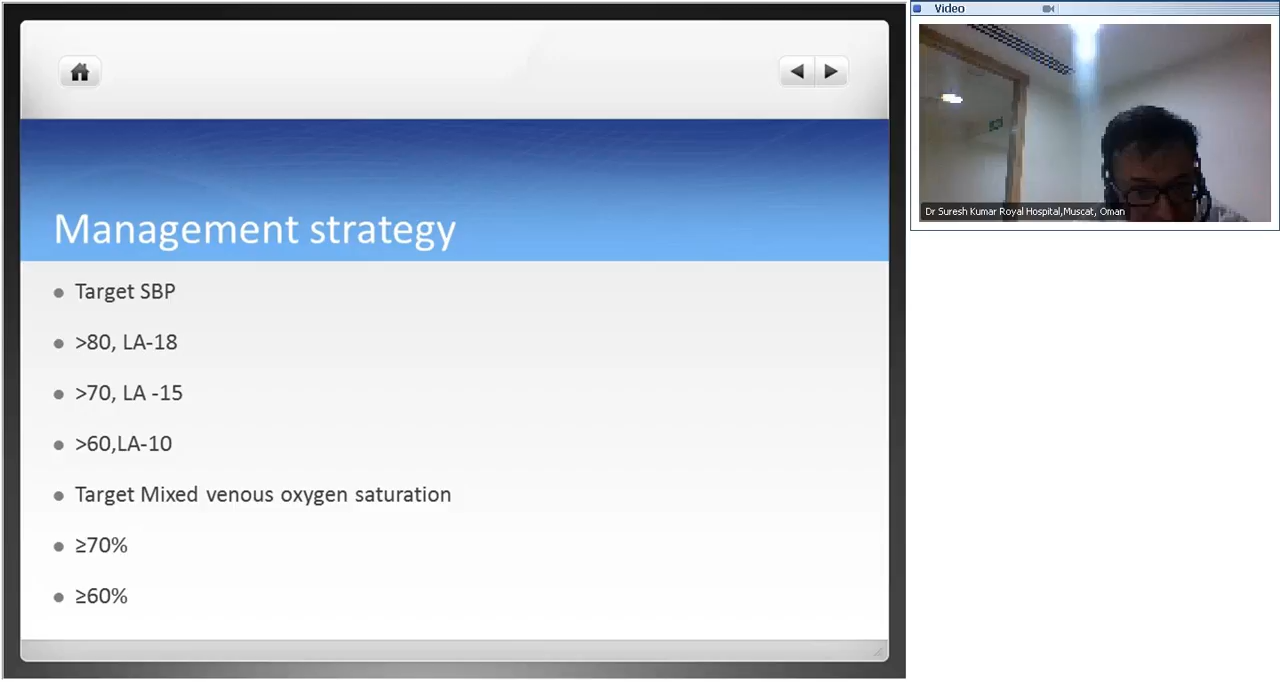 Management strategy
Target SBP
>80, LA-18
>70, LA -15
>60,LA-10
Target Mixed venous oxygen saturation
≥70%
≥60%
Video
Dr Suresh Kumar Royal Hospital,Muscat, Oman